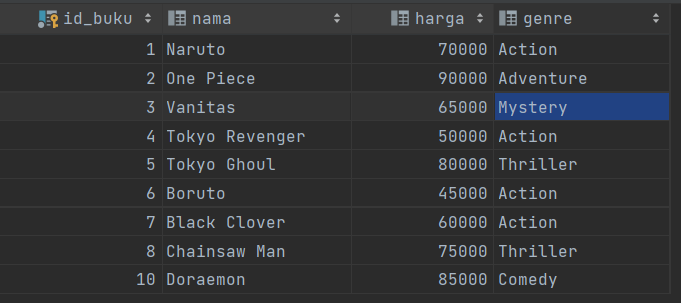 id_buku nama harga genre
1 Naruto 70000 Action
2 One Piece 90000 Adventure
3 Vanitas 65000 Mystery
4 Tokyo Revenger 50000 Action
5 Tokyo Ghoul 80000 Thriller
6 Boruto 45000 Action
7 Black Clover 60000 Action
8 Chainsaw Man 75000 Thriller
10 Doraemon 85000 Comedy